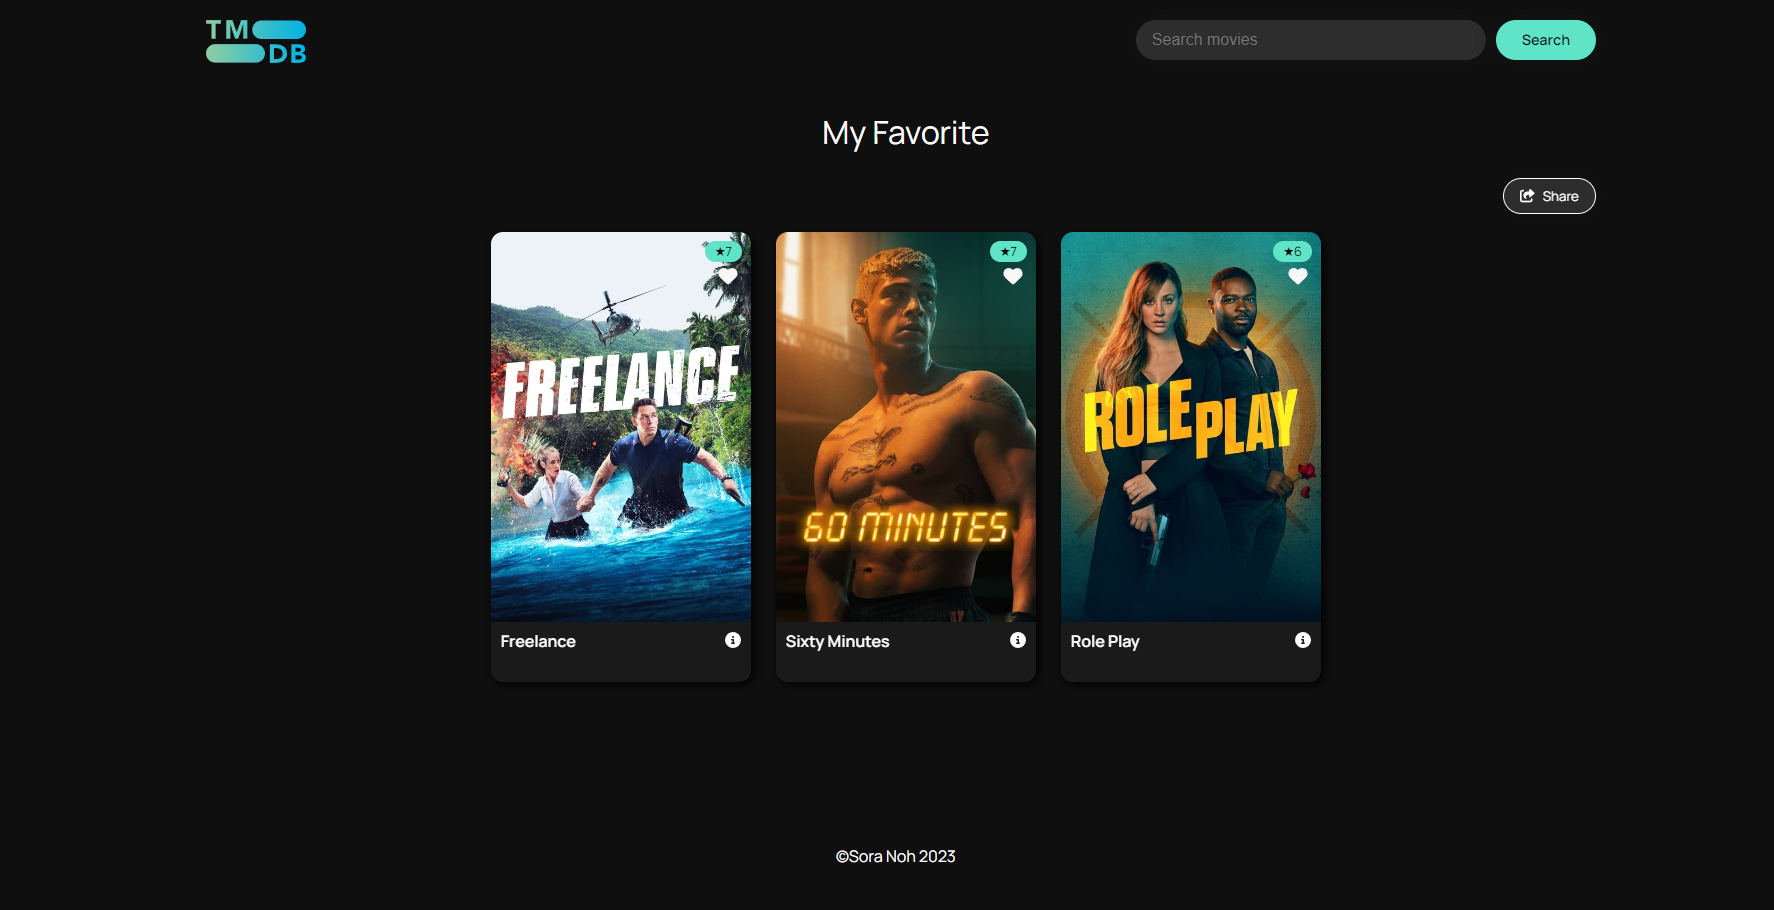 TM
DB
Search movies
Search
My Favorite
Share
★7
FREELANCE
Freelance
★7
60 MINUTES
Sixty Minutes
★6
ROLE PLAY
Role Play
©Sora Noh 2023